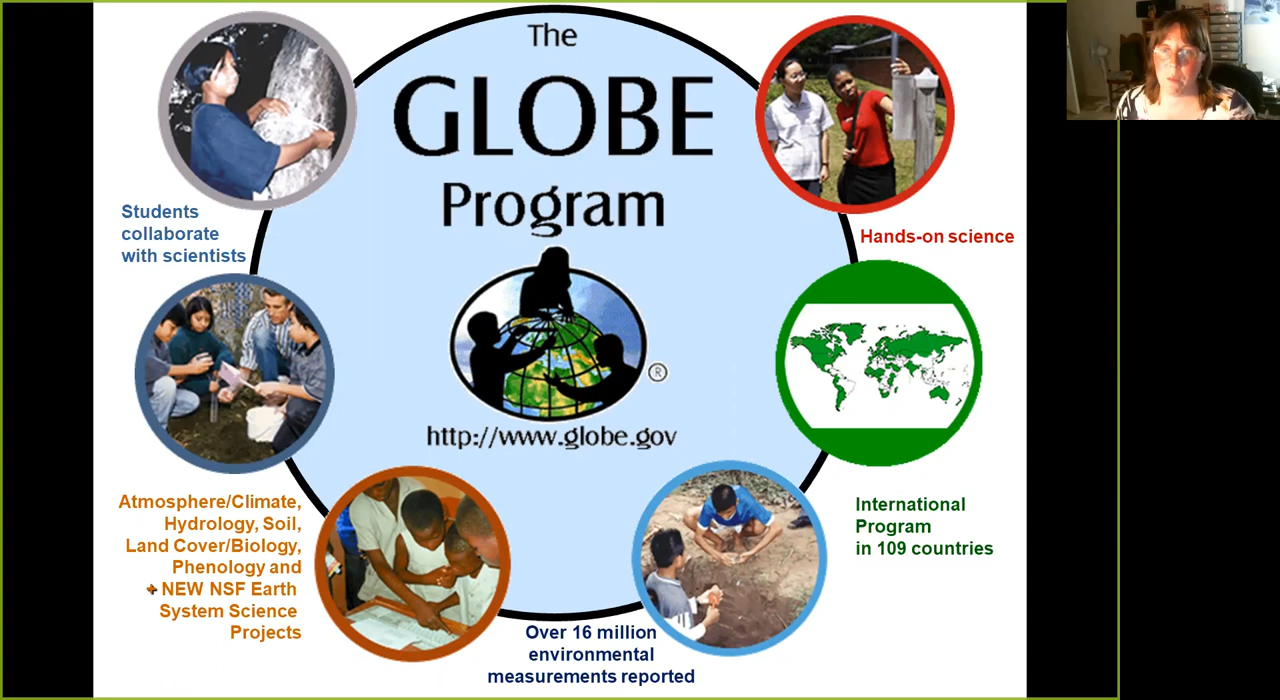 The
GLOBE
Program
®
http://www.globe.gov
Students
collaborate
with scientists
Hands-on science
Atmosphere/Climate,
Hydrology, Soil,
Land Cover/Biology,
Phenology and
NEW NSF Earth
System Science
Projects
International
Program
in 109 countries
Over 16 million
environmental
measurements reported